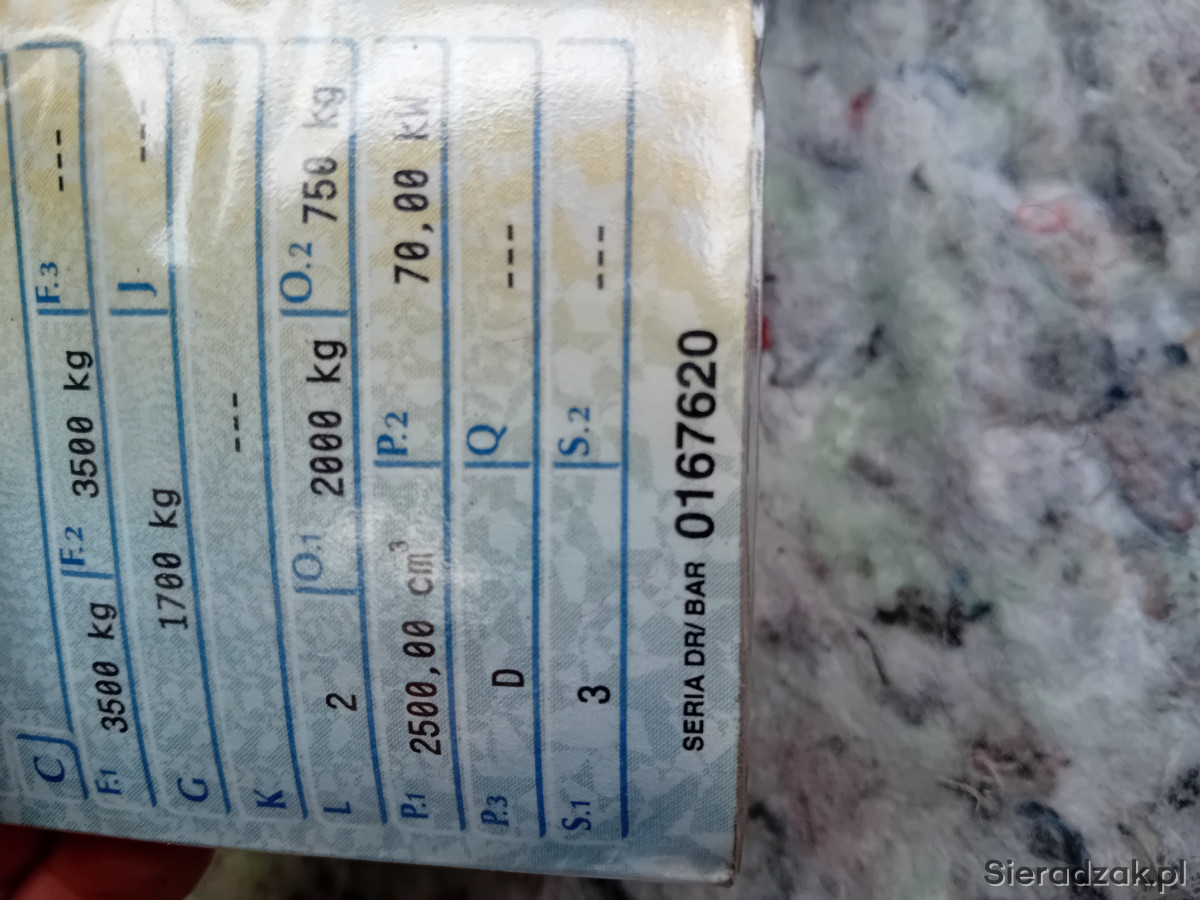 C
F.1 3500 kg F.2 3500 kg F.3 ---
G 1700 kg J ---
K ---
L 2 O.1 2000 kg O.2 750 kg
P.1 2500,00 cm³ P.2 70,00 kW
P.3 D Q ---
S.1 3 S.2 ---
SERIA DR/BAR 0167620
Sieradzak.pl